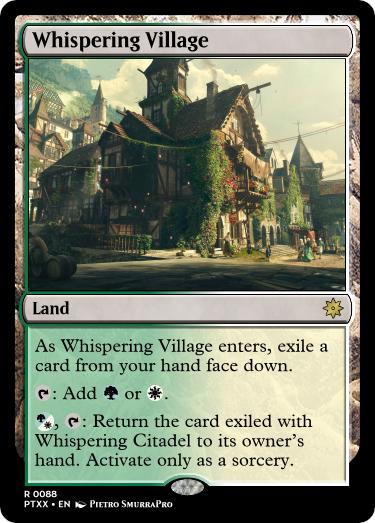 Whispering Village
Land
As Whispering Village enters, exile a
card from your hand face down.
: Add or .
, : Return the card exiled with
Whispering Citadel to its owner's
hand. Activate only as a sorcery.
R 0088
PTXX • EN Pietro SmurraPro